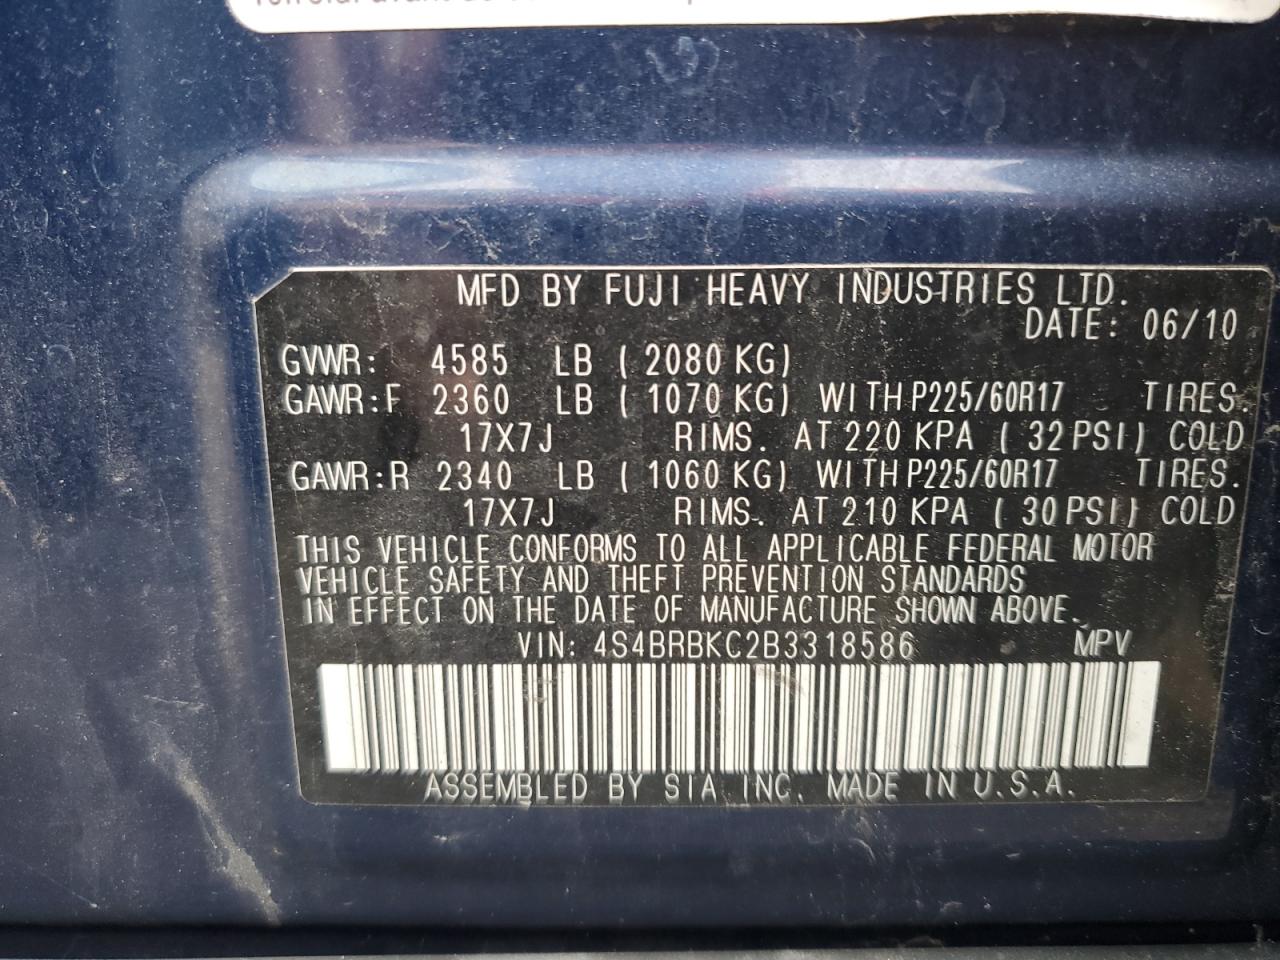 MFD BY FUJI HEAVY INDUSTRIES LTD.
DATE: 06/10
GVWR: 4585 LB ( 2080 KG)
GAWR:F 2360 LB ( 1070 KG) WITH P225/60R17 TIRES.
17X7J RIMS. AT 220 KPA ( 32 PSI) COLD
GAWR:R 2340 LB ( 1060 KG) WITH P225/60R17 TIRES.
17X7J RIMS. AT 210 KPA ( 30 PSI) COLD
THIS VEHICLE CONFORMS TO ALL APPLICABLE FEDERAL MOTOR
VEHICLE SAFETY AND THEFT PREVENTION STANDARDS
IN EFFECT ON THE DATE OF MANUFACTURE SHOWN ABOVE.
VIN: 4S4BRBKC2B3318586 MPV
ASSEMBLED BY SIA INC. MADE IN U.S.A.